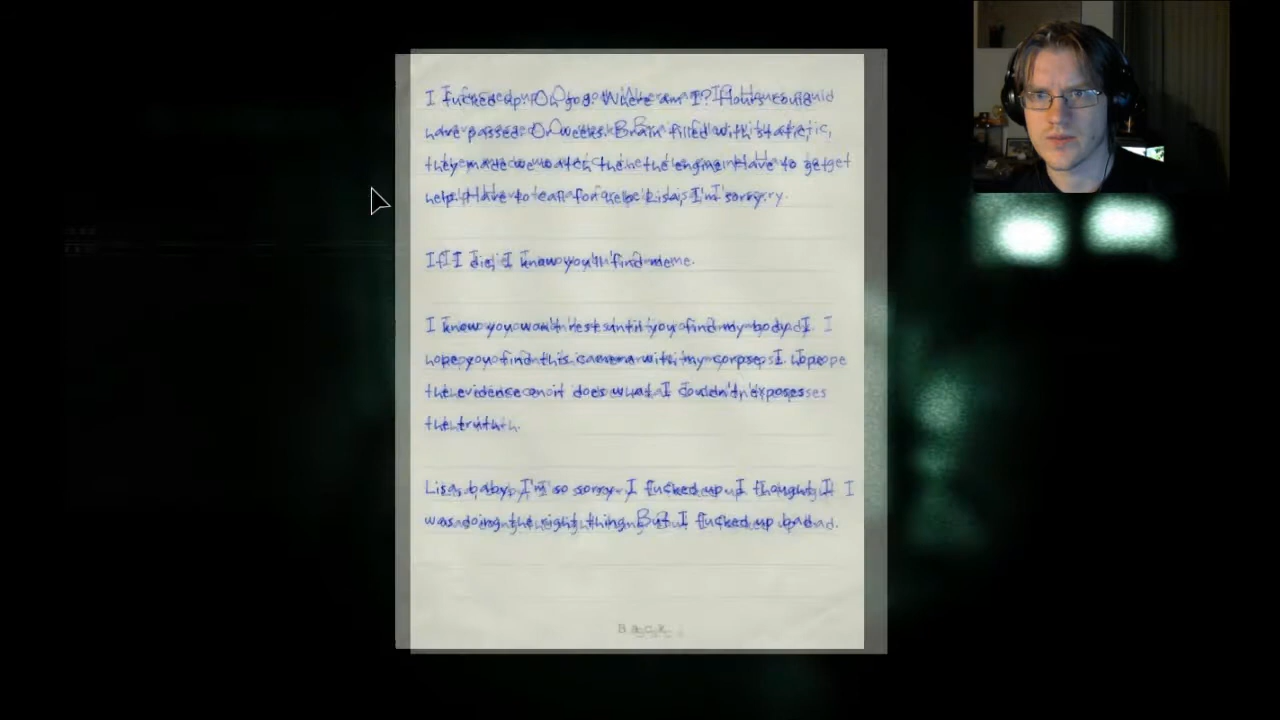 I fucked up. Oh god. Where am I? Hours could
have passed. Or weeks. Brain filled with static,
they made me watch the the engine. Have to get
help. Have to call for help. Lisa, I'm sorry.
If I die, I know you'll find me.
I know you won't rest until you find my body. I
hope you find this camera with my corpse. I hope
the evidence on it does what I couldn't, exposes
the truth.
Lisa, baby, I'm so sorry. I fucked up. I thought I
was doing the right thing. But I fucked up bad.
Back